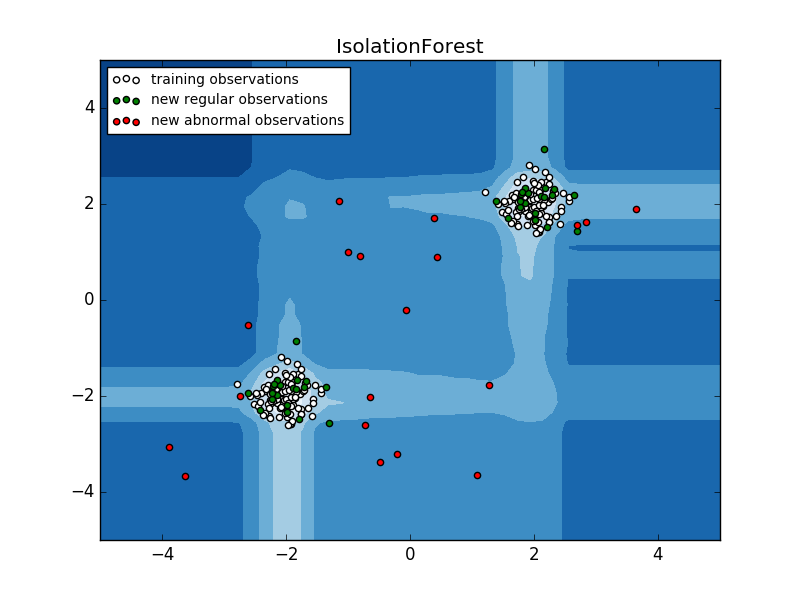 IsolationForest
training observations
new regular observations
new abnormal observations
4
2
0
−2
−4
−4
−2
0
2
4